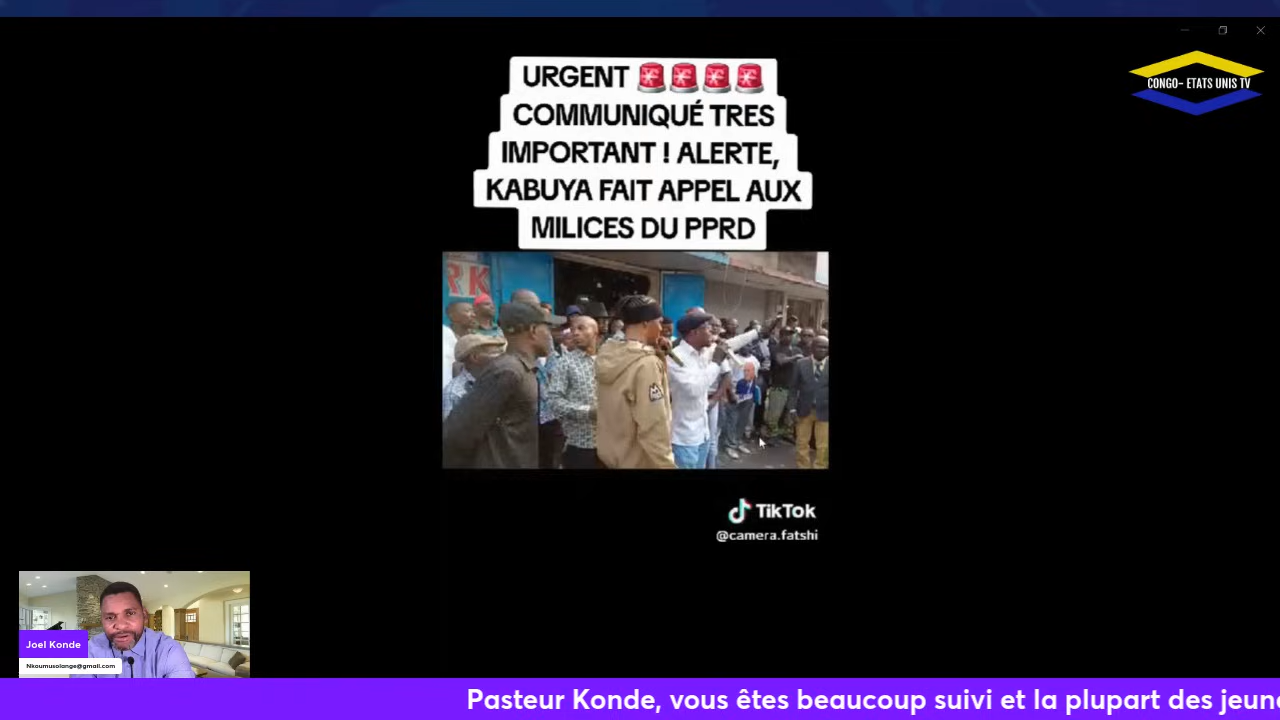 CONGO- ETATS UNIS TV
URGENT 🚨🚨🚨🚨
COMMUNIQUÉ TRES
IMPORTANT ! ALERTE,
KABUYA FAIT APPEL AUX
MILICES DU PPRD
RK
TikTok
@camera.fatshi
Joel Konde
Nkoumusolange@gmail.com
Pasteur Konde, vous êtes beaucoup suivi et la plupart des jeun